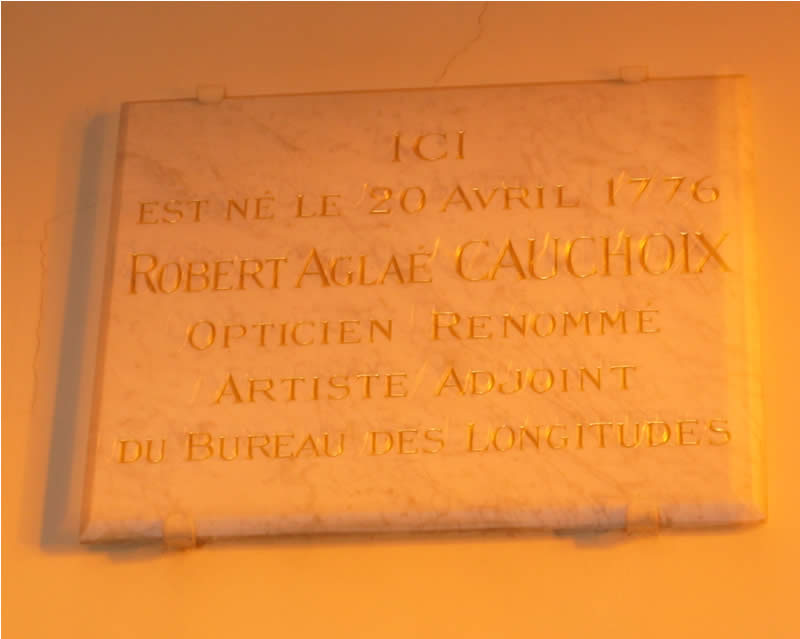 ICI
EST NÉ LE 20 AVRIL 1776
ROBERT AGLAÉ CAUCHOIX
OPTICIEN RENOMMÉ
ARTISTE ADJOINT
DU BUREAU DES LONGITUDES